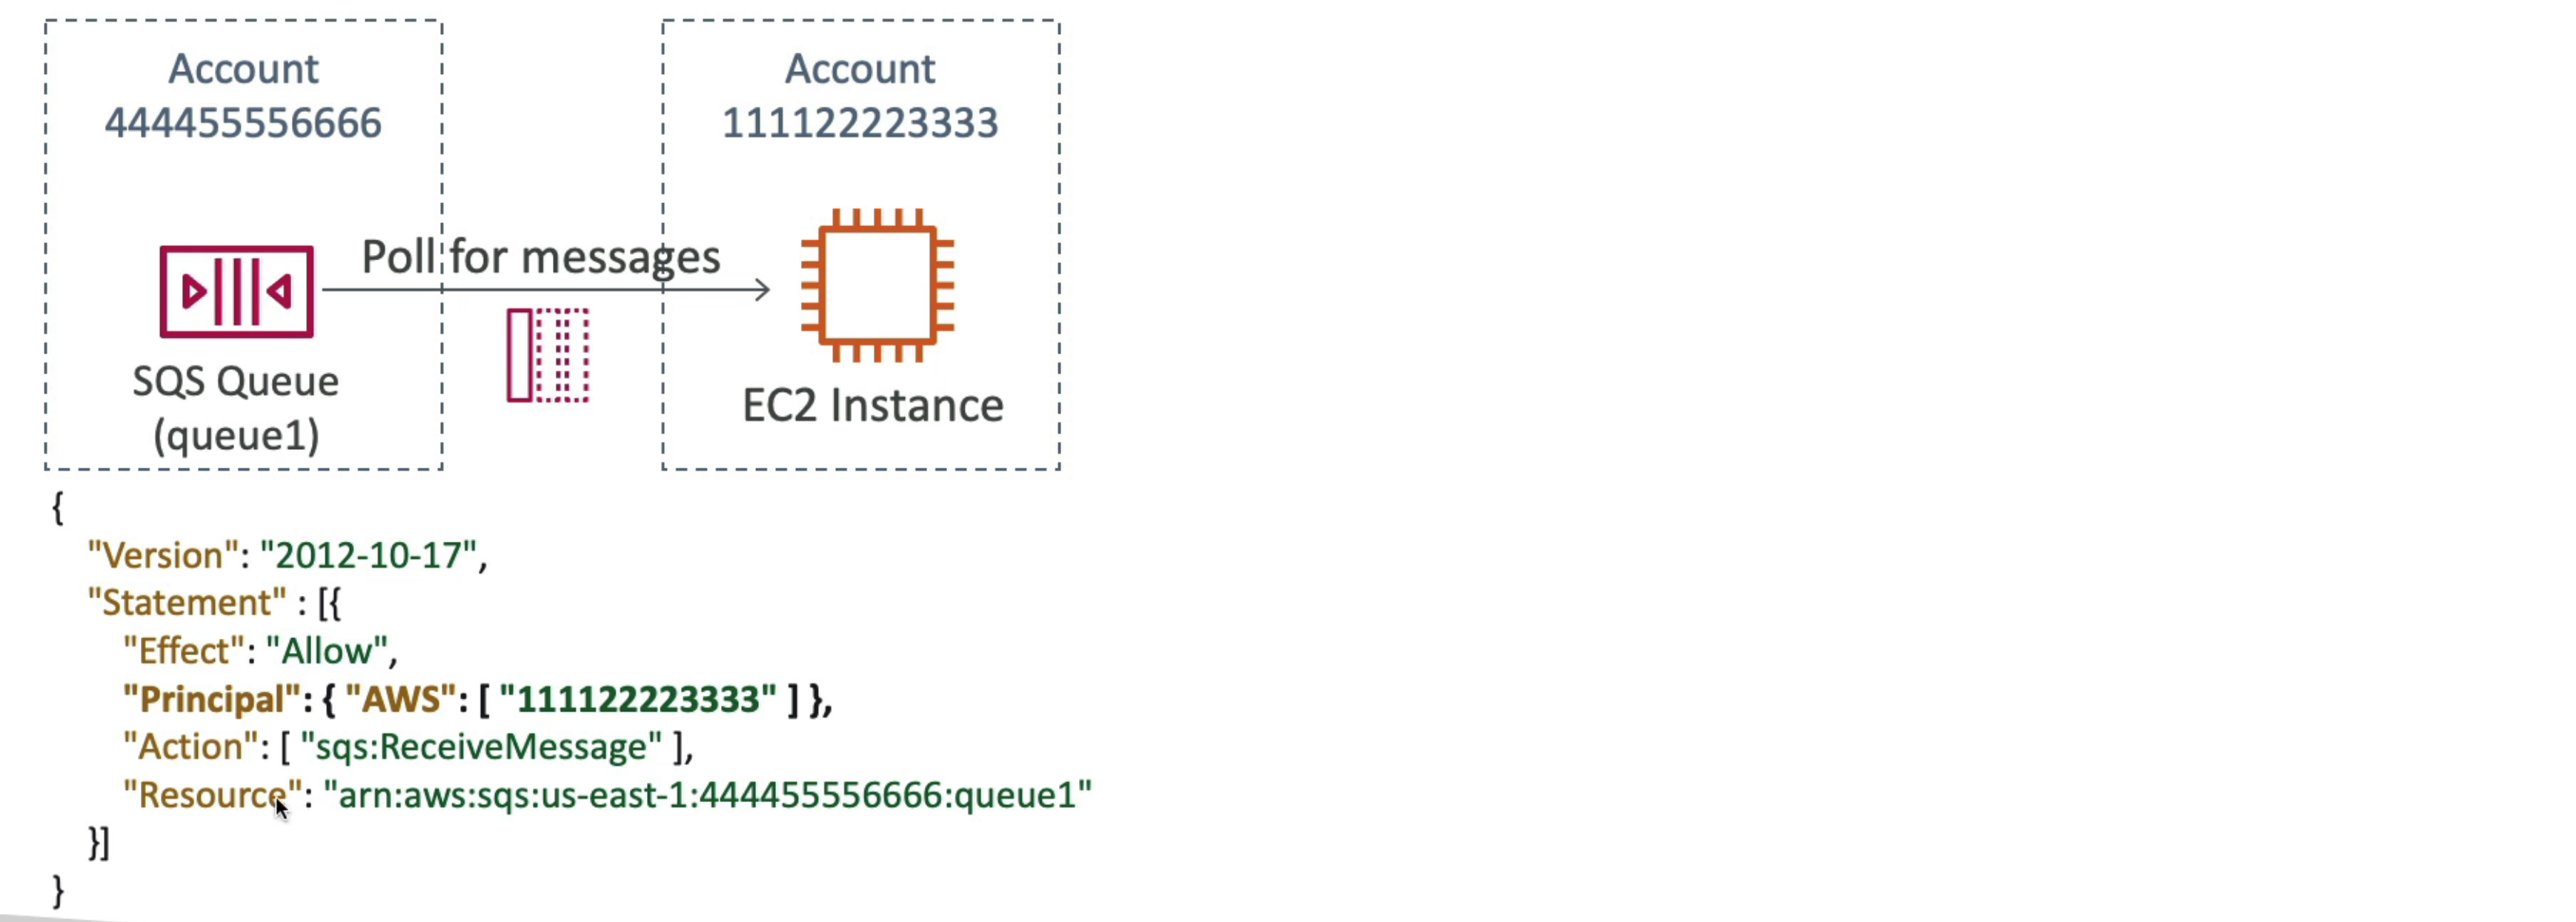 Account
444455556666
Account
111122223333
Poll for messages
SQS Queue
(queue1)
EC2 Instance
{
"Version": "2012-10-17",
"Statement" : [{
"Effect": "Allow",
"Principal": { "AWS": [ "111122223333" ] },
"Action": [ "sqs:ReceiveMessage" ],
"Resource": "arn:aws:sqs:us-east-1:444455556666:queue1"
}]
}